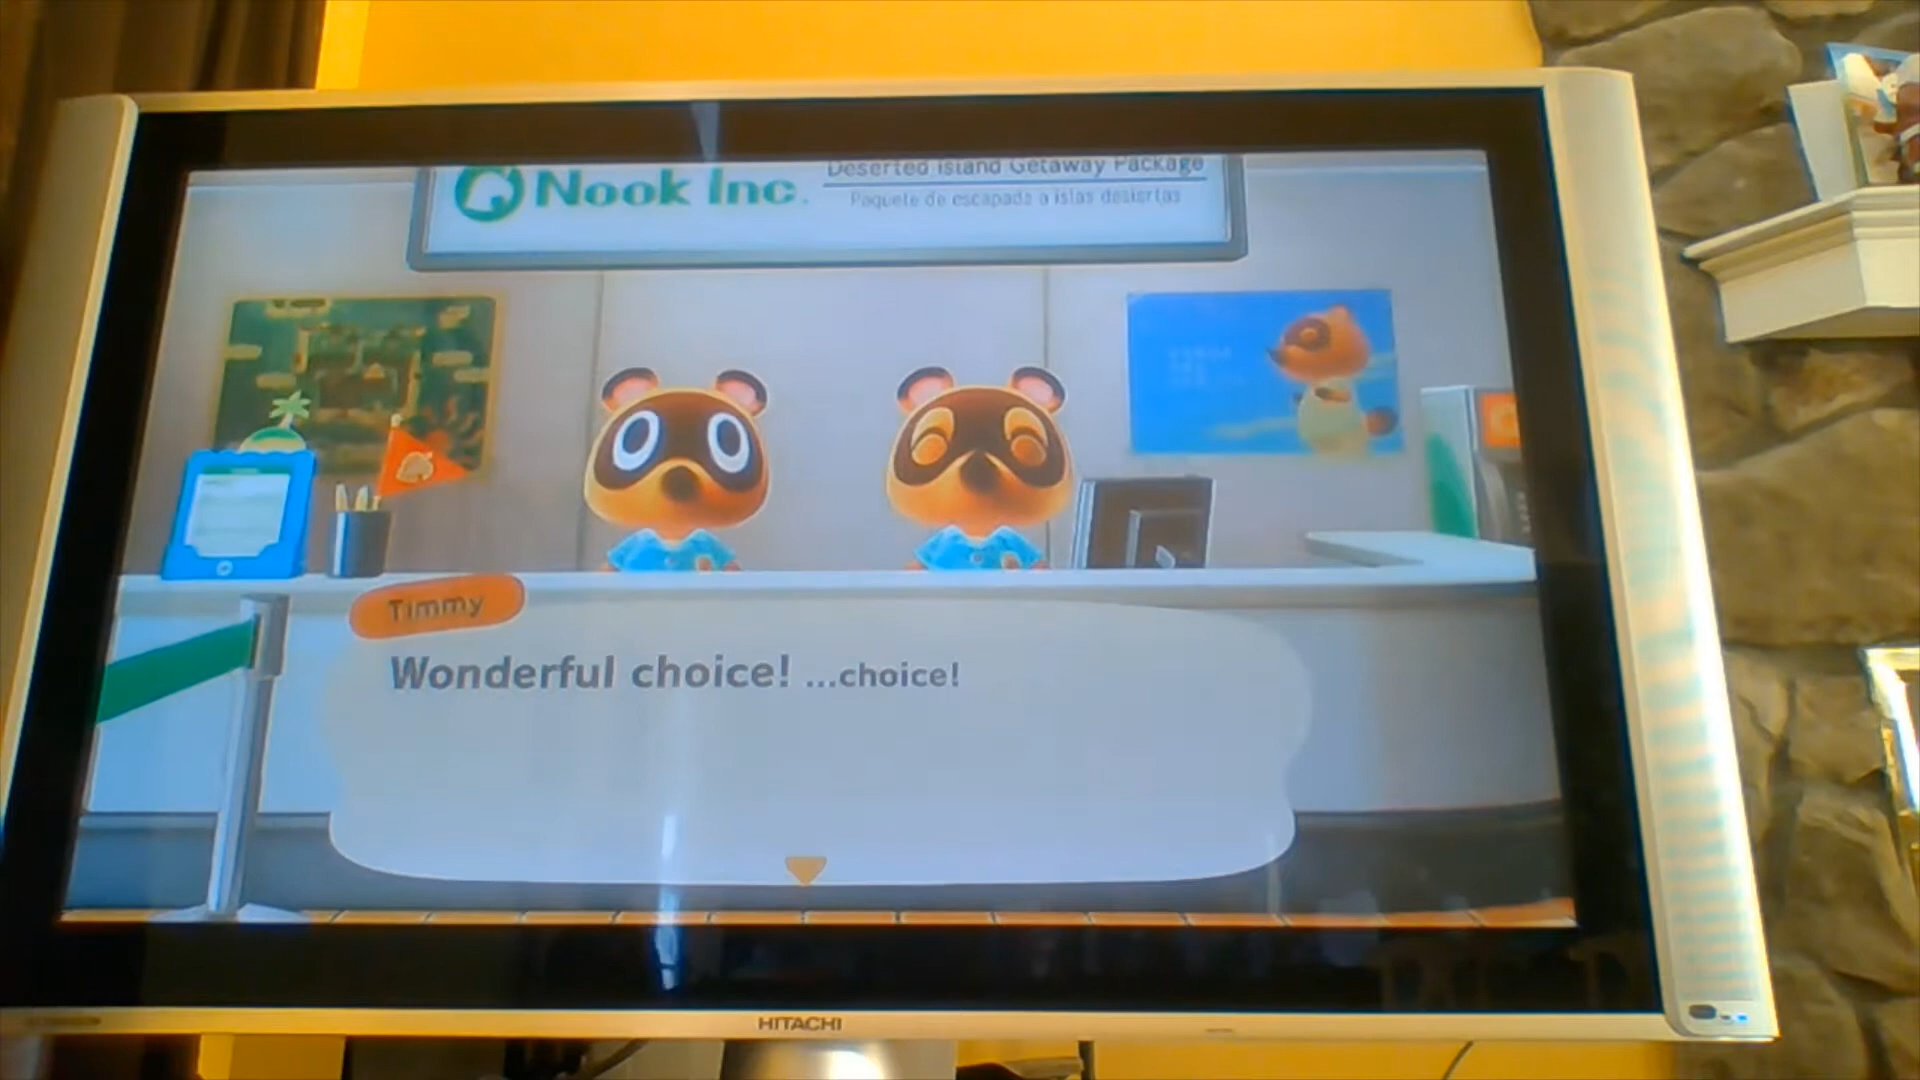 Deserted Island Getaway Package
Nook Inc.
Paquete de escapada a islas desiertas
Timmy
Wonderful choice! ...choice!
HITACHI